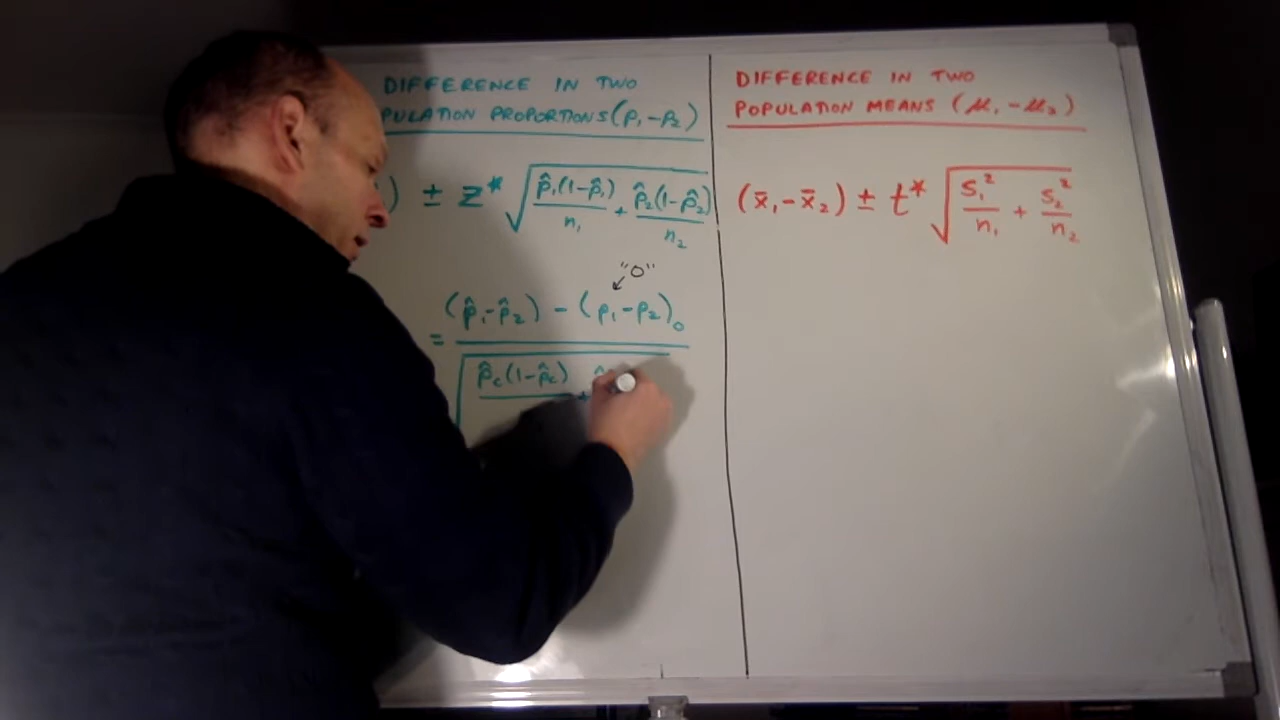 DIFFERENCE IN TWO
PULATION PROPORTIONS (p₁-p₂)
) ± z* √ p̂₁(1-p̂₁)/n₁ + p̂₂(1-p̂₂)/n₂
"O"
= (p̂₁-p̂₂) - (p₁-p₂)₀
√ p̂c(1-p̂c) +
DIFFERENCE IN TWO
POPULATION MEANS (μ₁-μ₂)
(x̄₁-x̄₂) ± t* √ s₁²/n₁ + s₂²/n₂